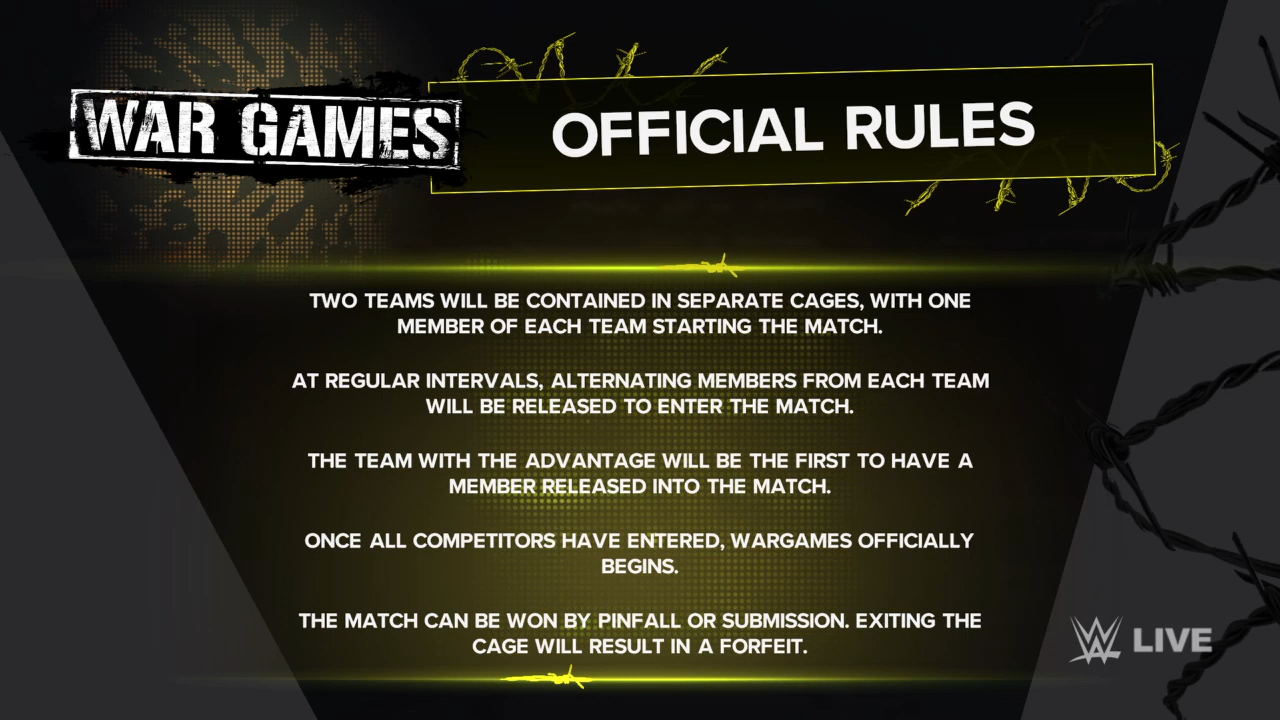 WAR GAMES
OFFICIAL RULES
TWO TEAMS WILL BE CONTAINED IN SEPARATE CAGES, WITH ONE
MEMBER OF EACH TEAM STARTING THE MATCH.
AT REGULAR INTERVALS, ALTERNATING MEMBERS FROM EACH TEAM
WILL BE RELEASED TO ENTER THE MATCH.
THE TEAM WITH THE ADVANTAGE WILL BE THE FIRST TO HAVE A
MEMBER RELEASED INTO THE MATCH.
ONCE ALL COMPETITORS HAVE ENTERED, WARGAMES OFFICIALLY
BEGINS.
THE MATCH CAN BE WON BY PINFALL OR SUBMISSION. EXITING THE
CAGE WILL RESULT IN A FORFEIT.
W LIVE